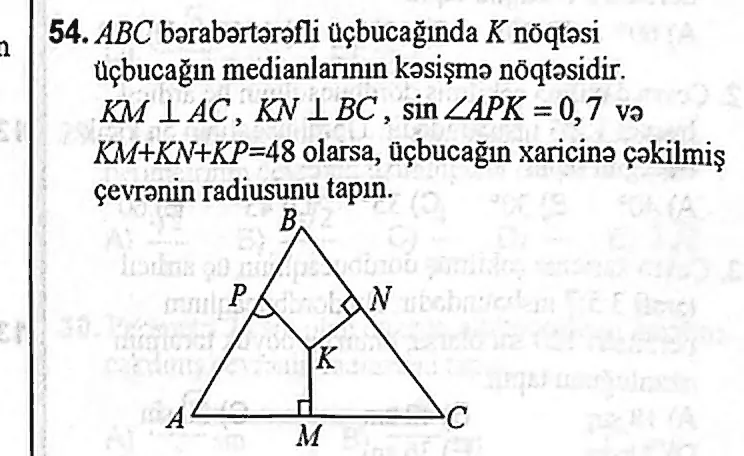 54. ABC bərabərtərəfli üçbucağında K nöqtəsi
üçbucağın medianlarının kəsişmə nöqtəsidir.
KM ⊥ AC, KN ⊥ BC, sin ∠APK = 0,7 və
KM+KN+KP=48 olarsa, üçbucağın xaricinə çəkilmiş
çevrənin radiusunu tapın.
B
P
N
K
A
M
C